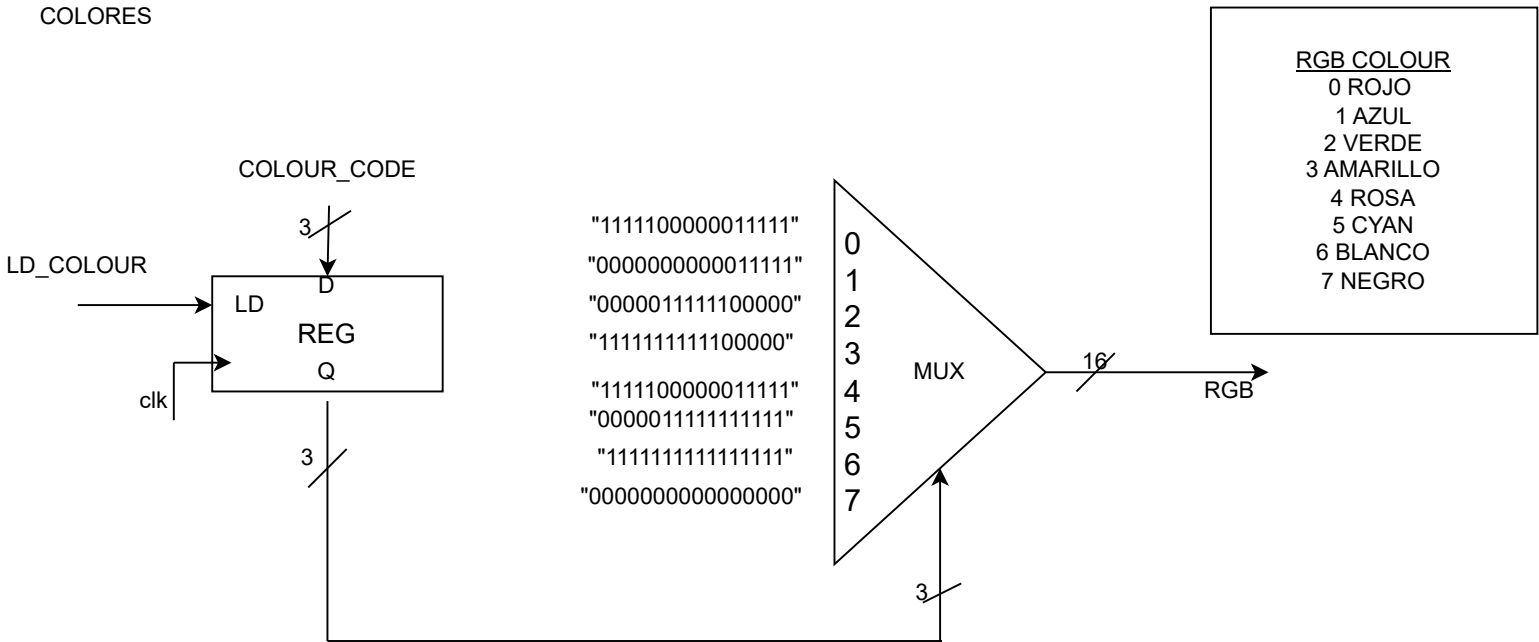 COLORES
RGB COLOUR
0 ROJO
1 AZUL
2 VERDE
3 AMARILLO
4 ROSA
5 CYAN
6 BLANCO
7 NEGRO
COLOUR_CODE
3
LD_COLOUR
D
LD
REG
Q
clk
3
"1111100000011111"
"0000000000011111"
"0000011111100000"
"1111111111100000"
"1111100000011111"
"0000011111111111"
"1111111111111111"
"0000000000000000"
0
1
2
3
4
5
6
7
MUX
16
RGB
3